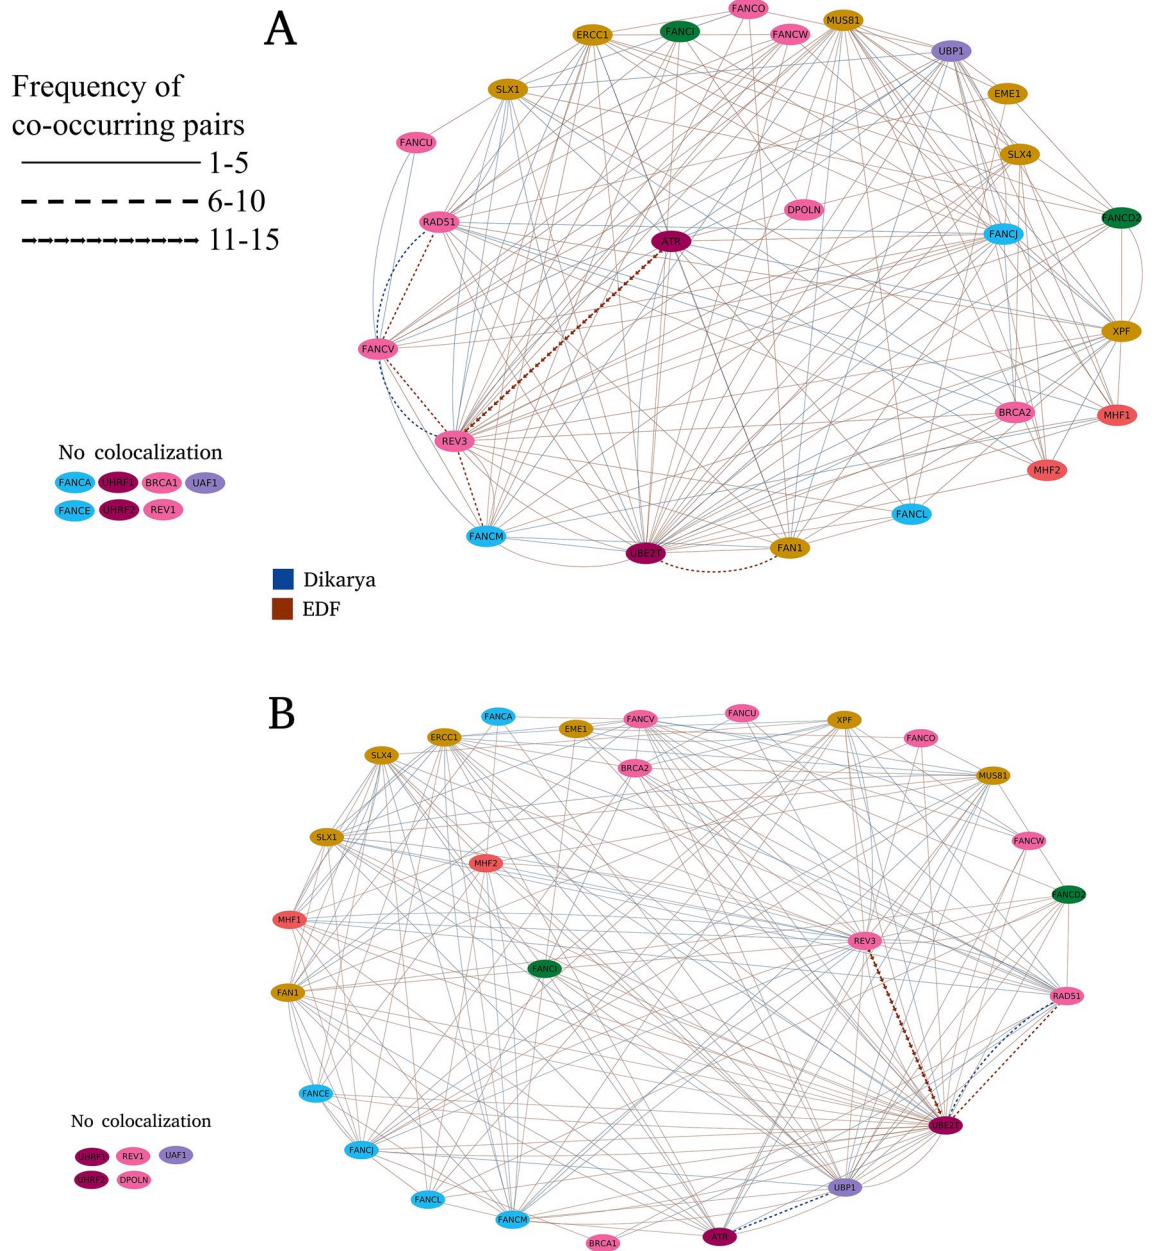 A
Frequency of
co-occurring pairs
1-5
6-10
11-15
FANCO
MUS81
ERCC1
FANCI
FANCW
UBP1
SLX1
EME1
FANCU
SLX4
RAD51
DPOLN
FANCD2
ATR
FANCJ
FANCV
XPF
REV3
BRCA2
MHF1
MHF2
FANCL
FANCM
UBE2T
FAN1
No colocalization
FANCA UHRF1 BRCA1 UAF1
FANCE UHRF2 REV1
Dikarya
EDF
B
FANCA
FANCV
FANCU
XPF
EME1
ERCC1
FANCO
SLX4
BRCA2
MUS81
SLX1
FANCW
MHF2
FANCD2
MHF1
REV3
FANCI
FAN1
RAD51
FANCE
UBE2T
FANCJ
UBP1
FANCL
FANCM
ATR
BRCA1
No colocalization
UHRF1 REV1 UAF1
UHRF2 DPOLN